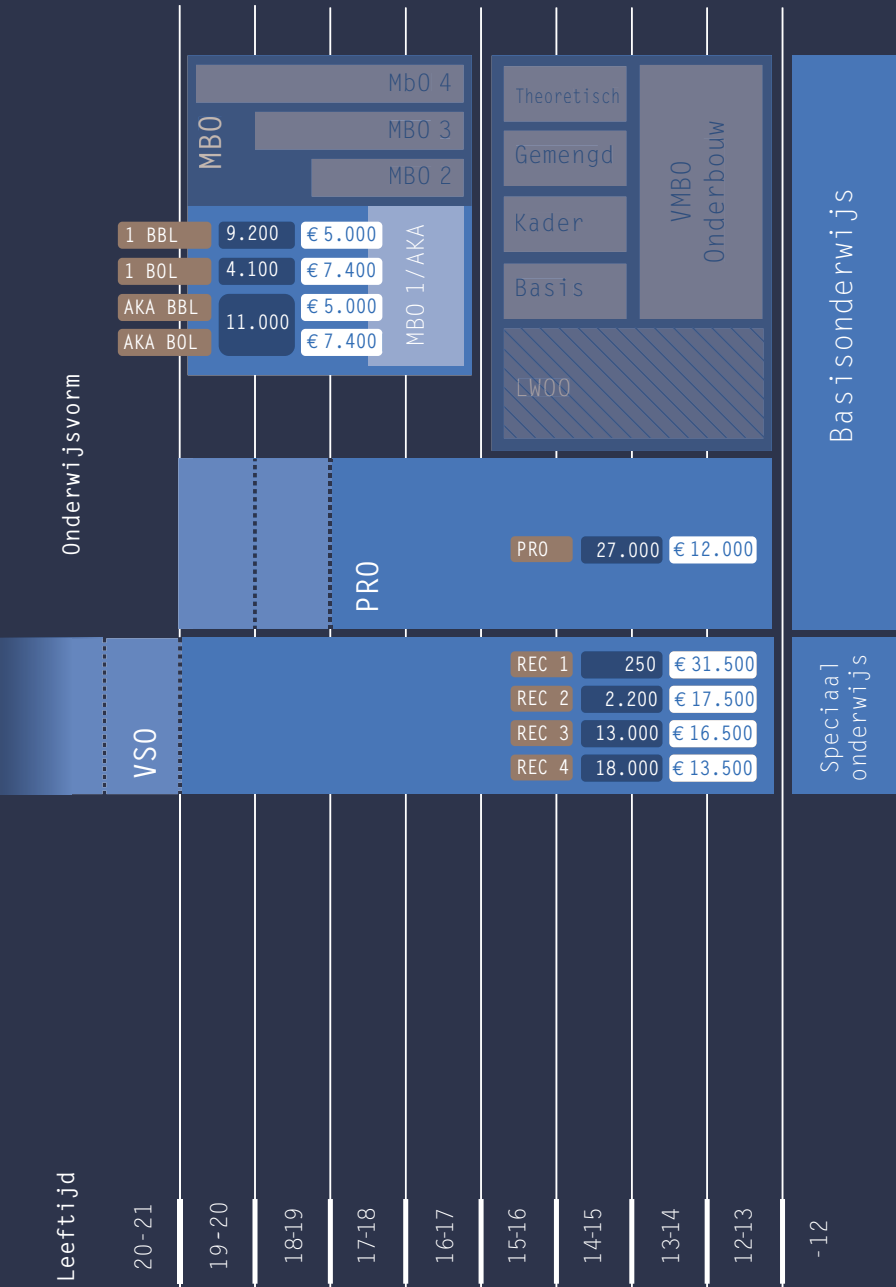 MbO 4
MBO 3
MBO 2
MBO
1 BBL 9.200 € 5.000
1 BOL 4.100 € 7.400
AKA BBL 11.000 € 5.000
AKA BOL € 7.400
MBO 1/AKA
Theoretisch
Gemengd
Kader
Basis
LWOO
VMBO
Onderbouw
Basisonderwijs
Onderwijsvorm
PRO
PRO 27.000 € 12.000
VSO
REC 1 250 € 31.500
REC 2 2.200 € 17.500
REC 3 13.000 € 16.500
REC 4 18.000 € 13.500
Speciaal
onderwijs
Leeftijd
20-21
19-20
18-19
17-18
16-17
15-16
14-15
13-14
12-13
-12